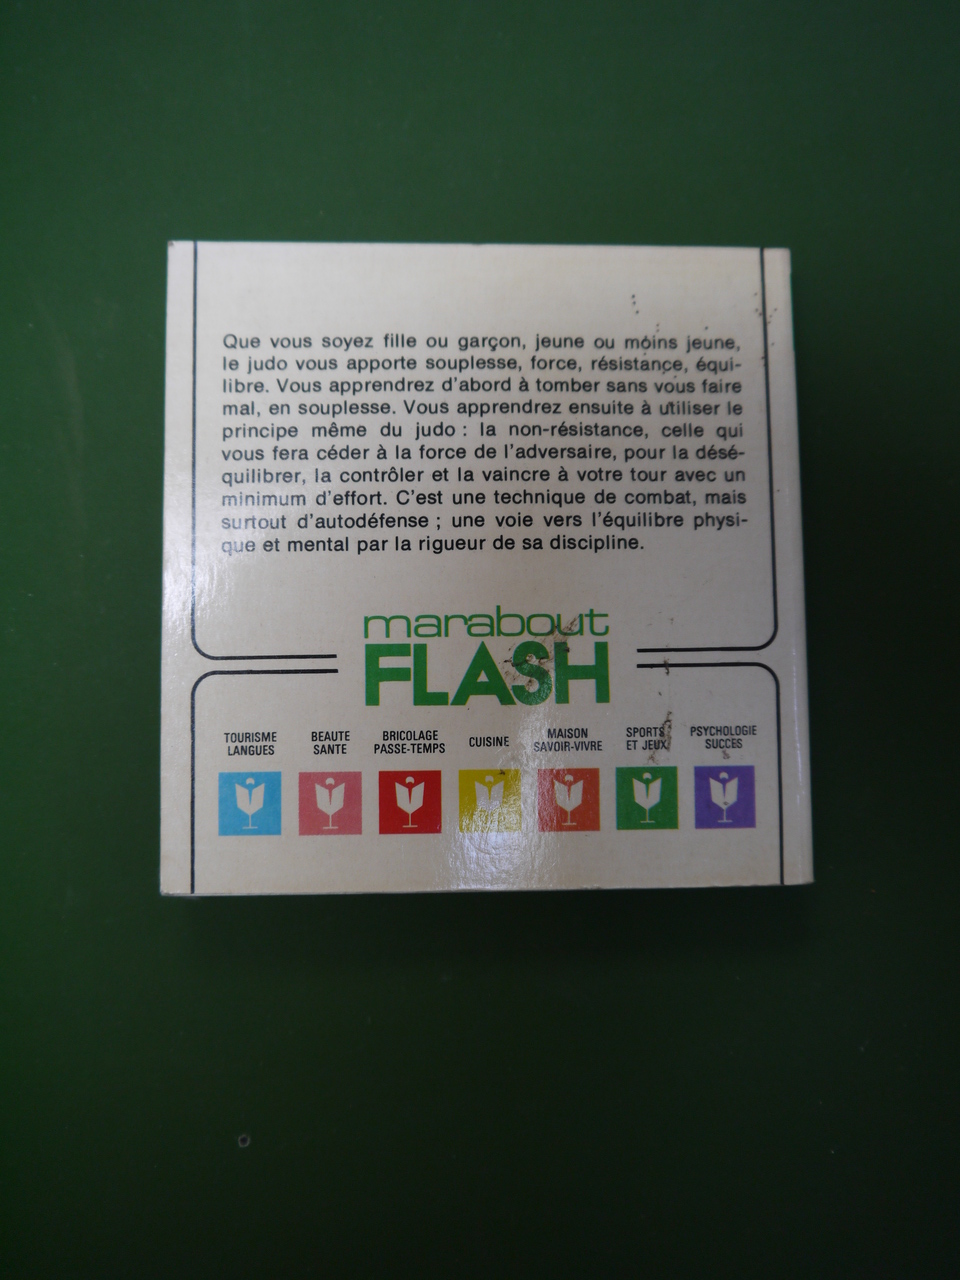 Que vous soyez fille ou garçon, jeune ou moins jeune,
le judo vous apporte souplesse, force, résistance, équi-
libre. Vous apprendrez d'abord à tomber sans vous faire
mal, en souplesse. Vous apprendrez ensuite à utiliser le
principe même du judo : la non-résistance, celle qui
vous fera céder à la force de l'adversaire, pour la désé-
quilibrer, la contrôler et la vaincre à votre tour avec un
minimum d'effort. C'est une technique de combat, mais
surtout d'autodéfense ; une voie vers l'équilibre physi-
que et mental par la rigueur de sa discipline.
marabout
FLASH
TOURISME
LANGUES
BEAUTE
SANTE
BRICOLAGE
PASSE-TEMPS
CUISINE
MAISON
SAVOIR-VIVRE
SPORTS
ET JEUX
PSYCHOLOGIE
SUCCES